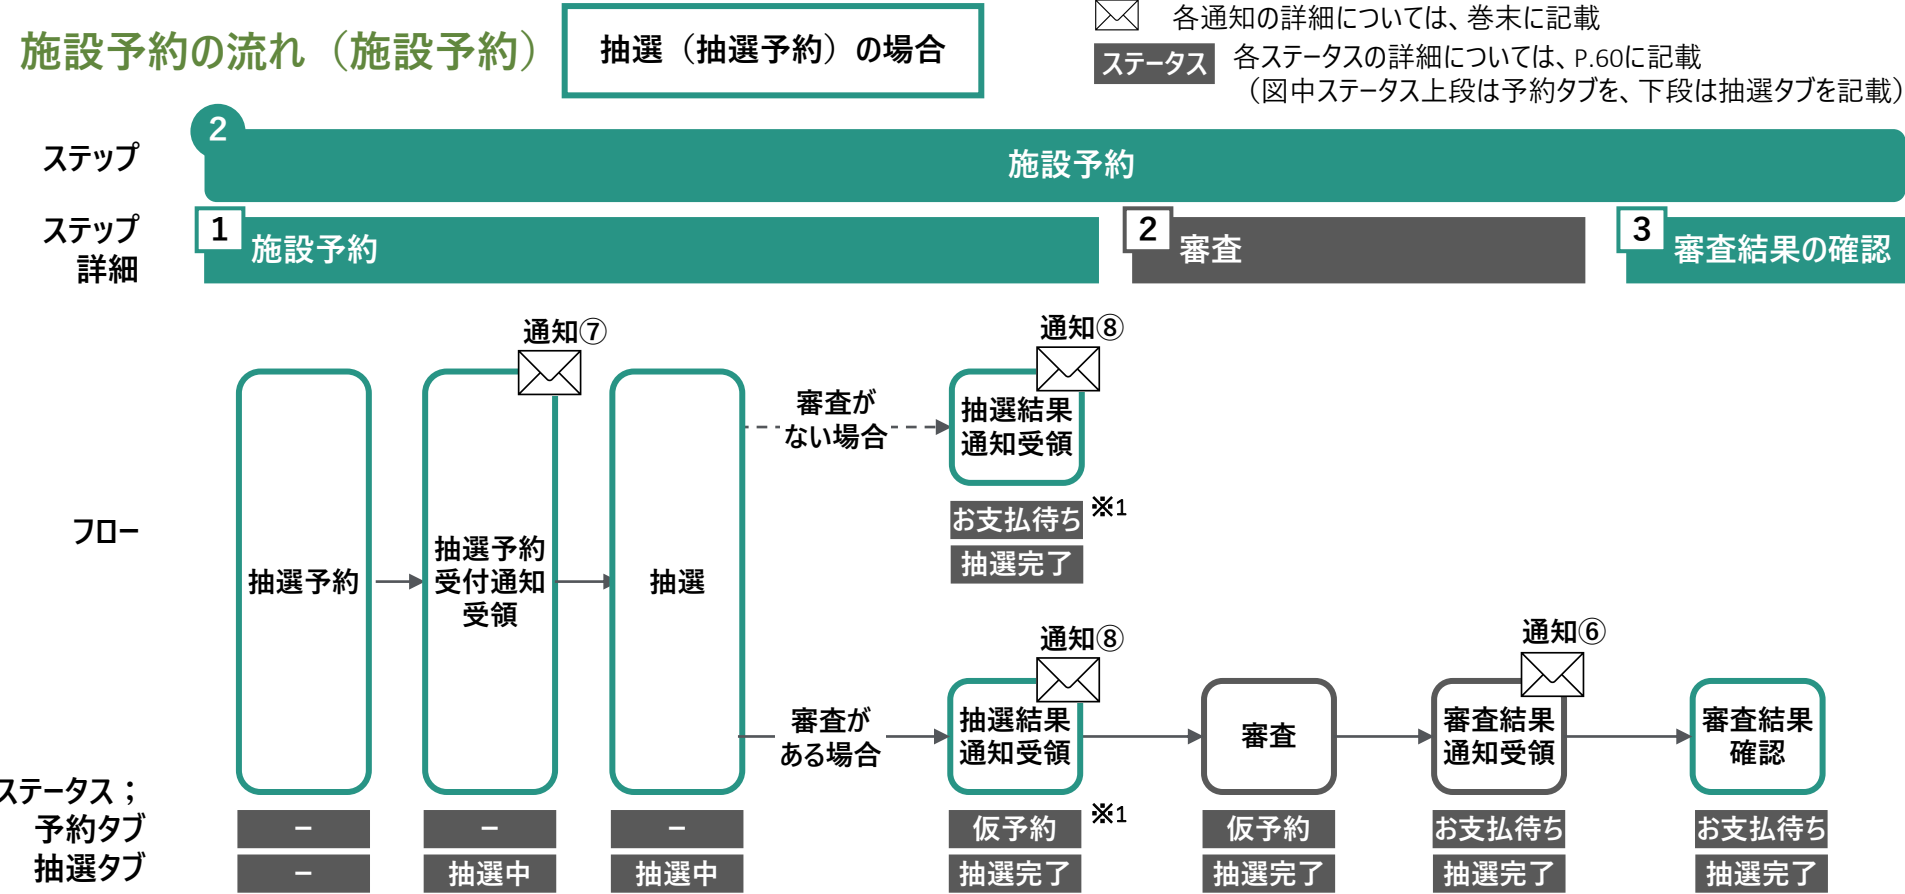 施設予約の流れ（施設予約）
抽選（抽選予約）の場合
各通知の詳細については、巻末に記載
ステータス
各ステータスの詳細については、P.60に記載
（図中ステータス上段は予約タブを、下段は抽選タブを記載）
ステップ
2
施設予約
ステップ
詳細
1
施設予約
2
審査
3
審査結果の確認
フロー
抽選予約
通知⑦
抽選予約
受付通知
受領
抽選
審査が
ない場合
通知⑧
抽選結果
通知受領
お支払待ち
※1
抽選完了
審査が
ある場合
通知⑧
抽選結果
通知受領
審査
通知⑥
審査結果
通知受領
審査結果
確認
ステータス；
予約タブ
－
－
－
仮予約
※1
仮予約
お支払待ち
お支払待ち
抽選タブ
－
抽選中
抽選中
抽選完了
抽選完了
抽選完了
抽選完了